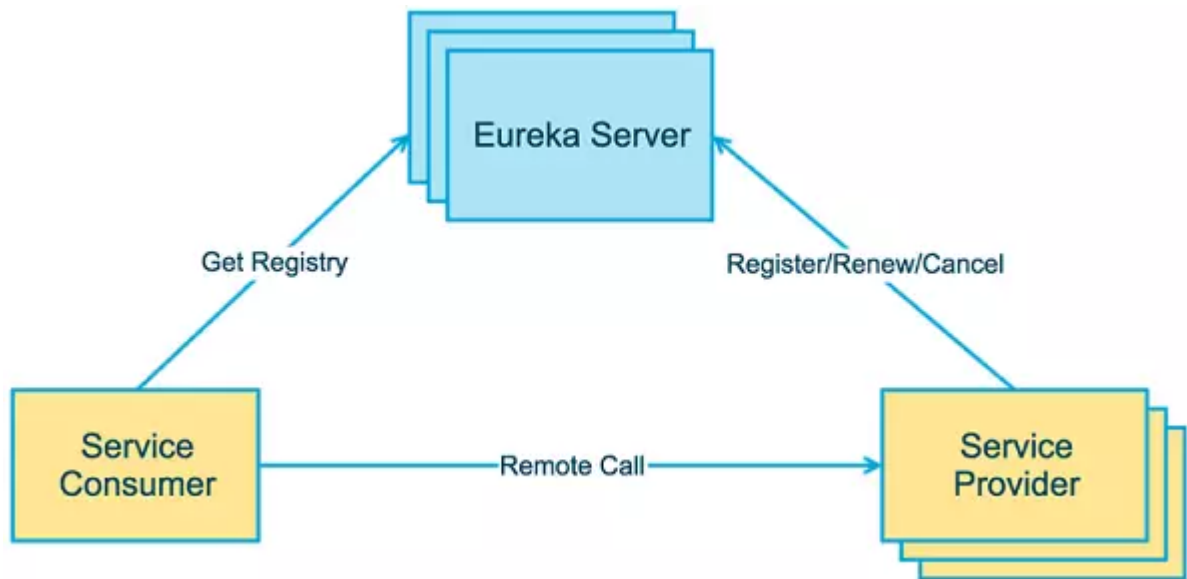 Eureka Server
Get Registry
Register/Renew/Cancel
Service
Consumer
Remote Call
Service
Provider